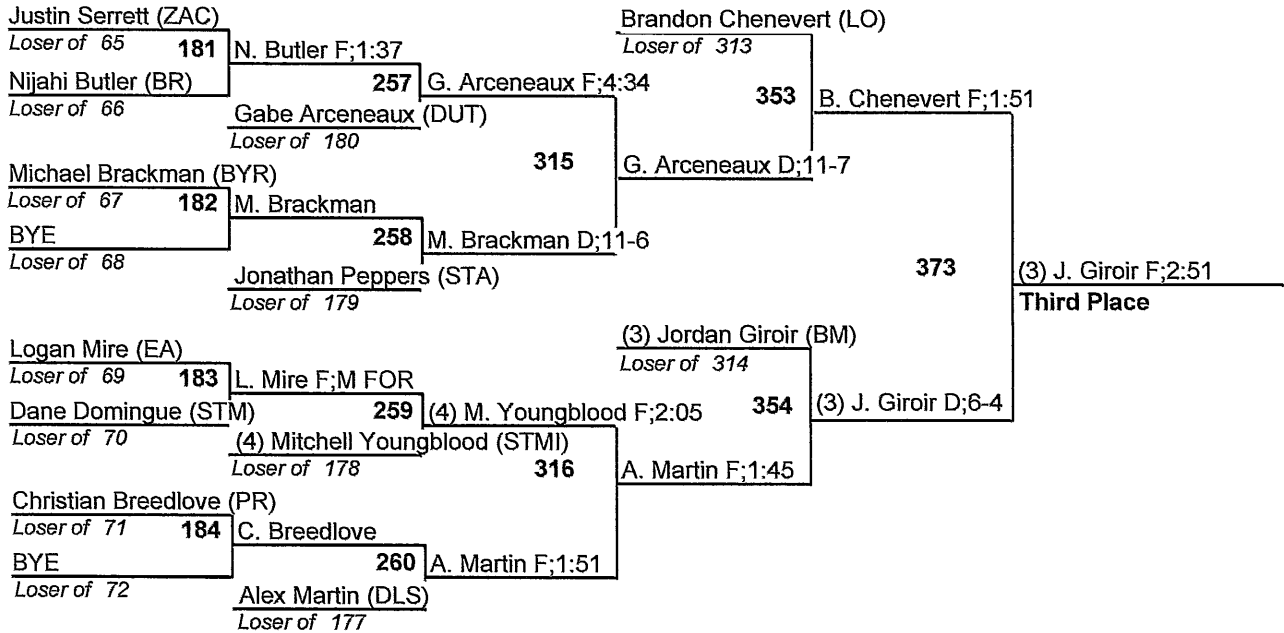 Justin Serrett (ZAC)
Loser of 65
181
N. Butler F;1:37
Nijahi Butler (BR)
Loser of 66
257
G. Arceneaux F;4:34
Gabe Arceneaux (DUT)
Loser of 180
Michael Brackman (BYR)
Loser of 67
182
M. Brackman
BYE
Loser of 68
258
M. Brackman D;11-6
Jonathan Peppers (STA)
Loser of 179
315
G. Arceneaux D;11-7
Brandon Chenevert (LO)
Loser of 313
353
B. Chenevert F;1:51
Logan Mire (EA)
Loser of 69
183
L. Mire F;M FOR
Dane Domingue (STM)
Loser of 70
259
(4) M. Youngblood F;2:05
(4) Mitchell Youngblood (STMI)
Loser of 178
Christian Breedlove (PR)
Loser of 71
184
C. Breedlove
BYE
Loser of 72
260
A. Martin F;1:51
Alex Martin (DLS)
Loser of 177
316
A. Martin F;1:45
(3) Jordan Giroir (BM)
Loser of 314
354
(3) J. Giroir D;6-4
373
(3) J. Giroir F;2:51
Third Place